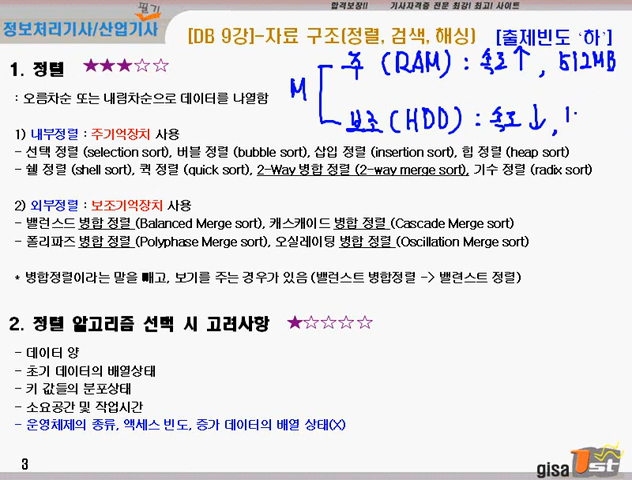 합격보장!! 기사자격증 전문 최강! 최고! 사이트
필기
정보처리기사/산업기사
[DB 9강]-자료 구조(정렬, 검색, 해싱) [출제빈도 '하']
1. 정렬 ★★★☆☆
: 오름차순 또는 내림차순으로 데이터를 나열함
M
주 (RAM) : 속도↑, 512MB
보조(HDD) : 속도↓, 1
1) 내부정렬 : 주기억장치 사용
- 선택 정렬 (selection sort), 버블 정렬 (bubble sort), 삽입 정렬 (insertion sort), 힙 정렬 (heap sort)
- 쉘 정렬 (shell sort), 퀵 정렬 (quick sort), 2-Way 병합 정렬 (2-way merge sort), 기수 정렬 (radix sort)
2) 외부정렬 : 보조기억장치 사용
- 밸런스드 병합 정렬 (Balanced Merge sort), 캐스케이드 병합 정렬 (Cascade Merge sort)
- 폴리파즈 병합 정렬 (Polyphase Merge sort), 오실레이팅 병합 정렬 (Oscillation Merge sort)
* 병합정렬이라는 말을 빼고, 보기를 주는 경우가 있음 (밸런스트 병합정렬 -> 밸런스트 정렬)
2. 정렬 알고리즘 선택 시 고려사항 ★☆☆☆☆
- 데이터 양
- 초기 데이터의 배열상태
- 키 값들의 분포상태
- 소요공간 및 작업시간
- 운영체제의 종류, 액세스 빈도, 증가 데이터의 배열 상태(X)
3
gisa 1st